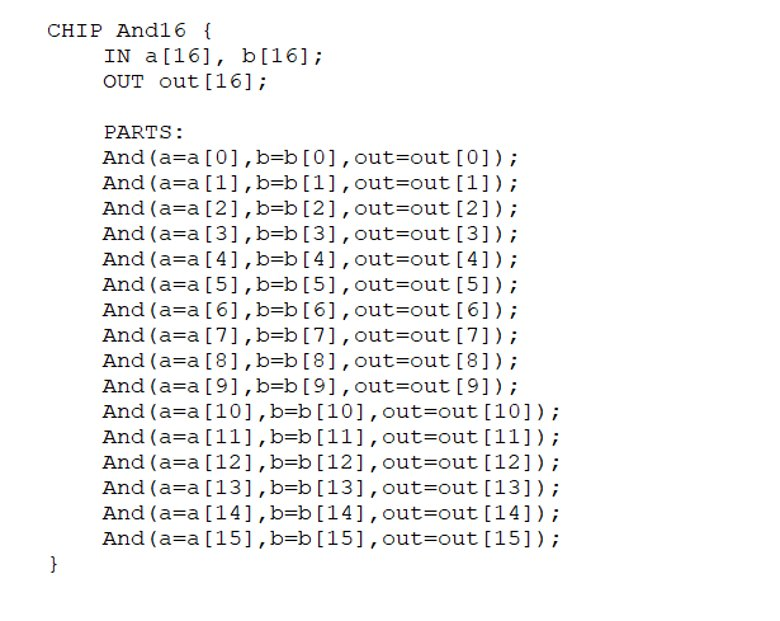 CHIP And16 {
IN a[16], b[16];
OUT out[16];
PARTS:
And(a=a[0],b=b[0],out=out[0]);
And(a=a[1],b=b[1],out=out[1]);
And(a=a[2],b=b[2],out=out[2]);
And(a=a[3],b=b[3],out=out[3]);
And(a=a[4],b=b[4],out=out[4]);
And(a=a[5],b=b[5],out=out[5]);
And(a=a[6],b=b[6],out=out[6]);
And(a=a[7],b=b[7],out=out[7]);
And(a=a[8],b=b[8],out=out[8]);
And(a=a[9],b=b[9],out=out[9]);
And(a=a[10],b=b[10],out=out[10]);
And(a=a[11],b=b[11],out=out[11]);
And(a=a[12],b=b[12],out=out[12]);
And(a=a[13],b=b[13],out=out[13]);
And(a=a[14],b=b[14],out=out[14]);
And(a=a[15],b=b[15],out=out[15]);
}